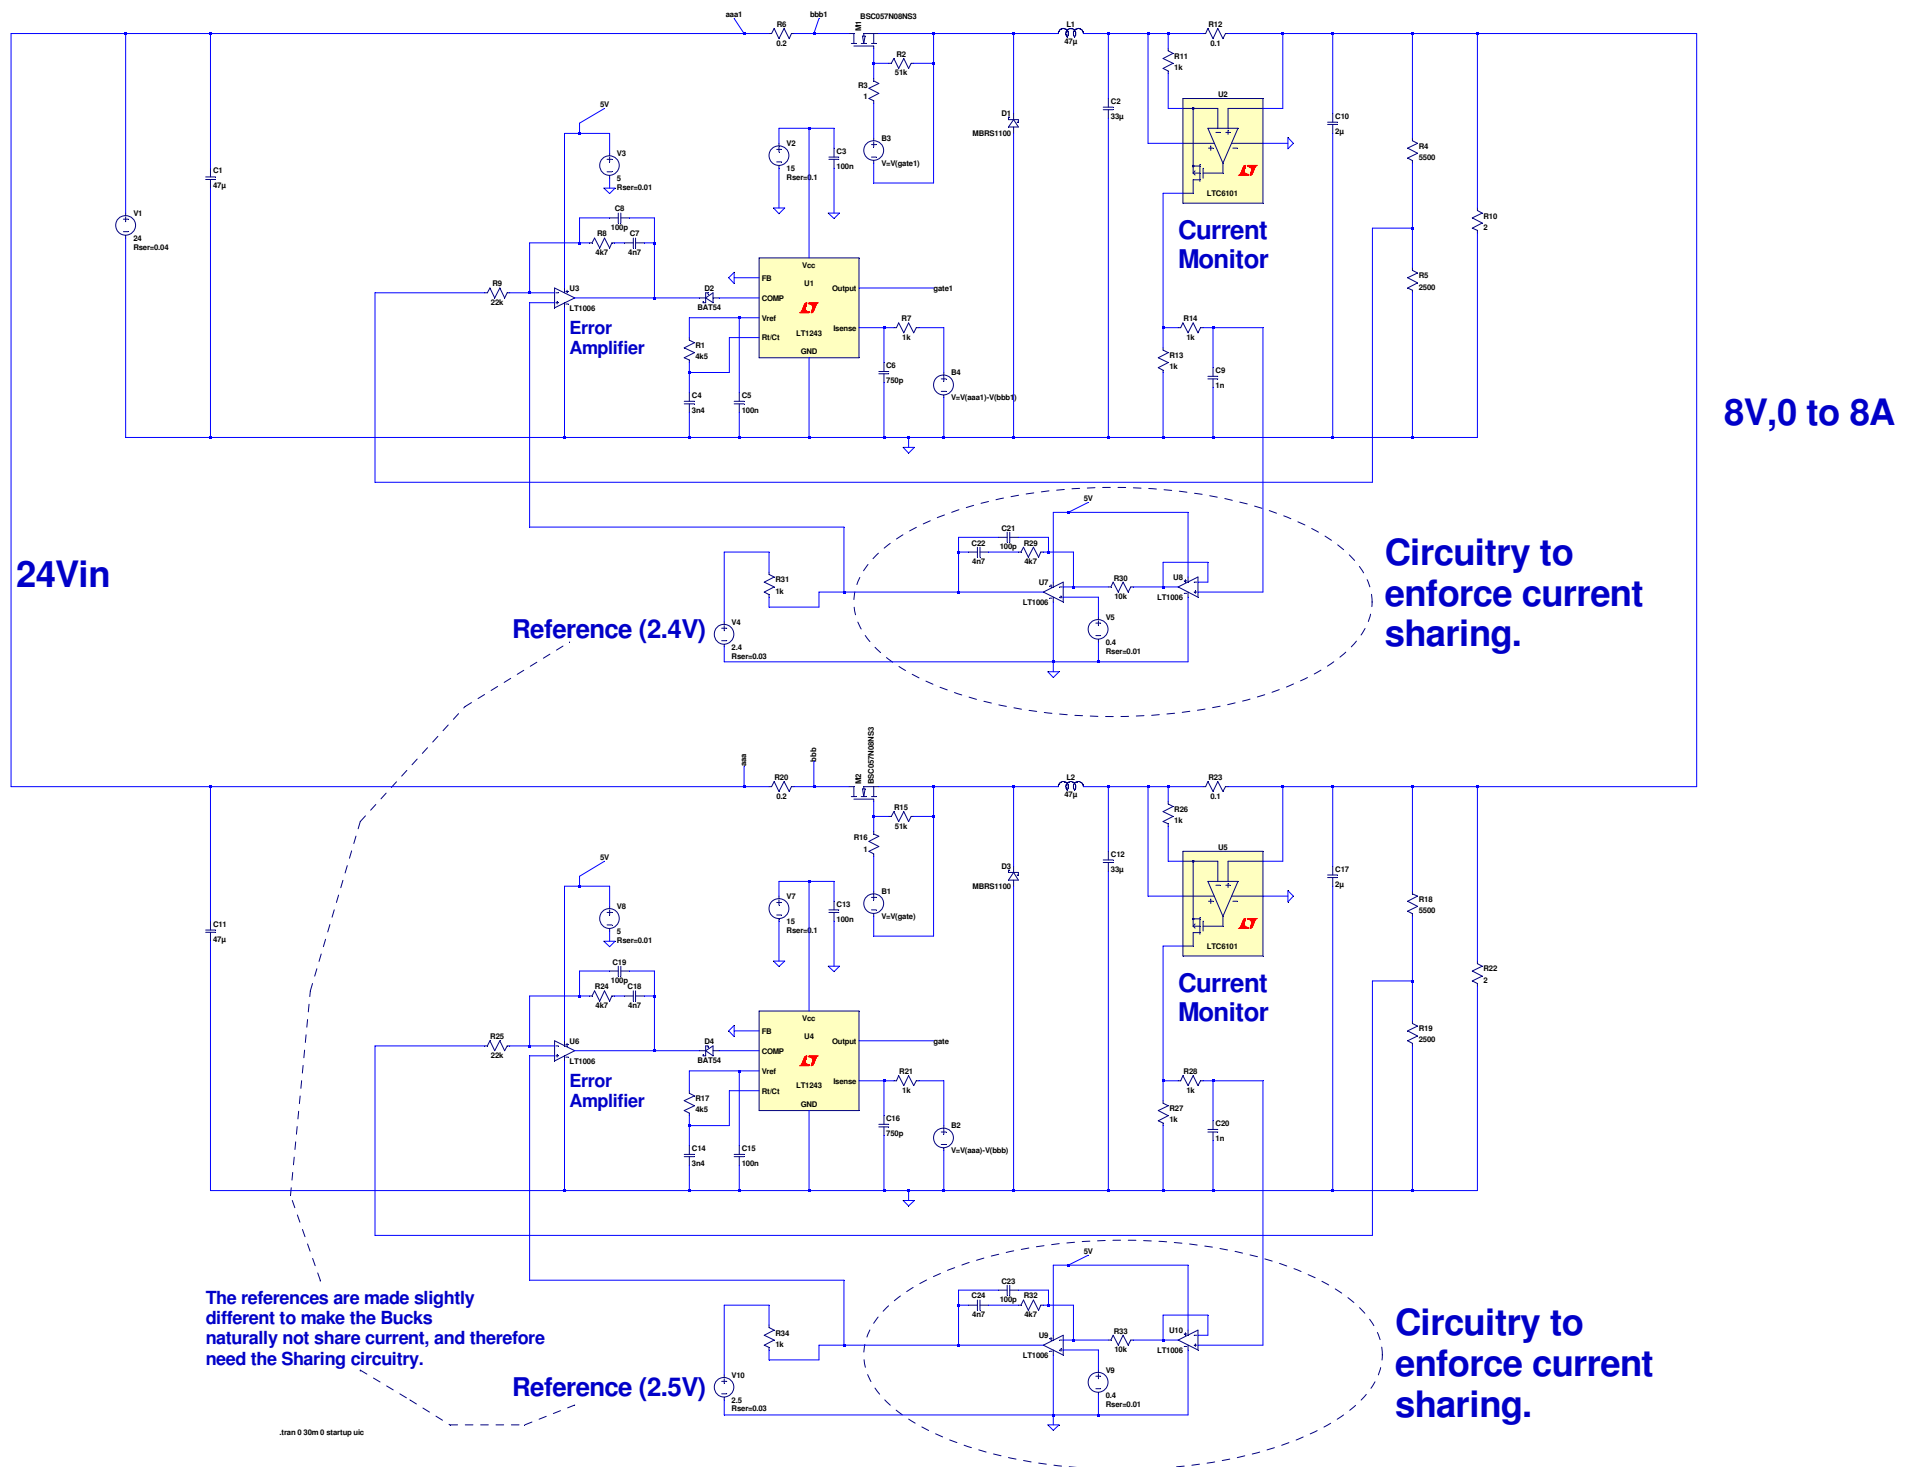 aaa1
R6
0.2
bbb1
M1
BSC057N08NS3
L1
47µ
R12
0.1
R2
51k
R3
1
R11
1k
B3
V=V(gate1)
D1
MBRS1100
C2
33µ
U2
LTC6101
C10
2µ
R4
5500
R10
2
R5
2500
V1
24
Rser=0.04
C1
47µ
5V
V3
5
Rser=0.01
V2
15
Rser=0.1
C3
100n
C8
100p
R8
4k7
C7
4n7
R9
22k
U3
LT1006
Error
Amplifier
D2
BAT54
Vcc
U1
FB
COMP
Vref
Rt/Ct
Output
Isense
LT1243
GND
gate1
R1
4k5
C4
3n4
C5
100n
R7
1k
C6
750p
B4
V=V(aaa1)-V(bbb1)
Current
Monitor
R14
1k
R13
1k
C9
1n
8V,0 to 8A
24Vin
5V
C21
100p
C22
4n7
R29
4k7
U7
LT1006
R30
10k
U8
LT1006
V5
0.4
Rser=0.01
R31
1k
V4
2.4
Rser=0.03
Reference (2.4V)
Circuitry to
enforce current
sharing.
aaa
R20
0.2
bbb
M2
BSC057N08NS3
L2
47µ
R23
0.1
R15
51k
R16
1
R26
1k
B1
V=V(gate)
D3
MBRS1100
C12
33µ
U5
LTC6101
C17
2µ
R18
5500
R22
2
R19
2500
C11
47µ
5V
V8
5
Rser=0.01
V7
15
Rser=0.1
C13
100n
C19
100p
R24
4k7
C18
4n7
R25
22k
U6
LT1006
Error
Amplifier
D4
BAT54
Vcc
U4
FB
COMP
Vref
Rt/Ct
Output
Isense
LT1243
GND
gate
R17
4k5
C14
3n4
C15
100n
R21
1k
C16
750p
B2
V=V(aaa)-V(bbb)
Current
Monitor
R28
1k
R27
1k
C20
1n
5V
C23
100p
C24
4n7
R32
4k7
U9
LT1006
R33
10k
U10
LT1006
V9
0.4
Rser=0.01
R34
1k
V10
2.5
Rser=0.03
Reference (2.5V)
Circuitry to
enforce current
sharing.
The references are made slightly
different to make the Bucks
naturally not share current, and therefore
need the Sharing circuitry.
.tran 0 30m 0 startup uic